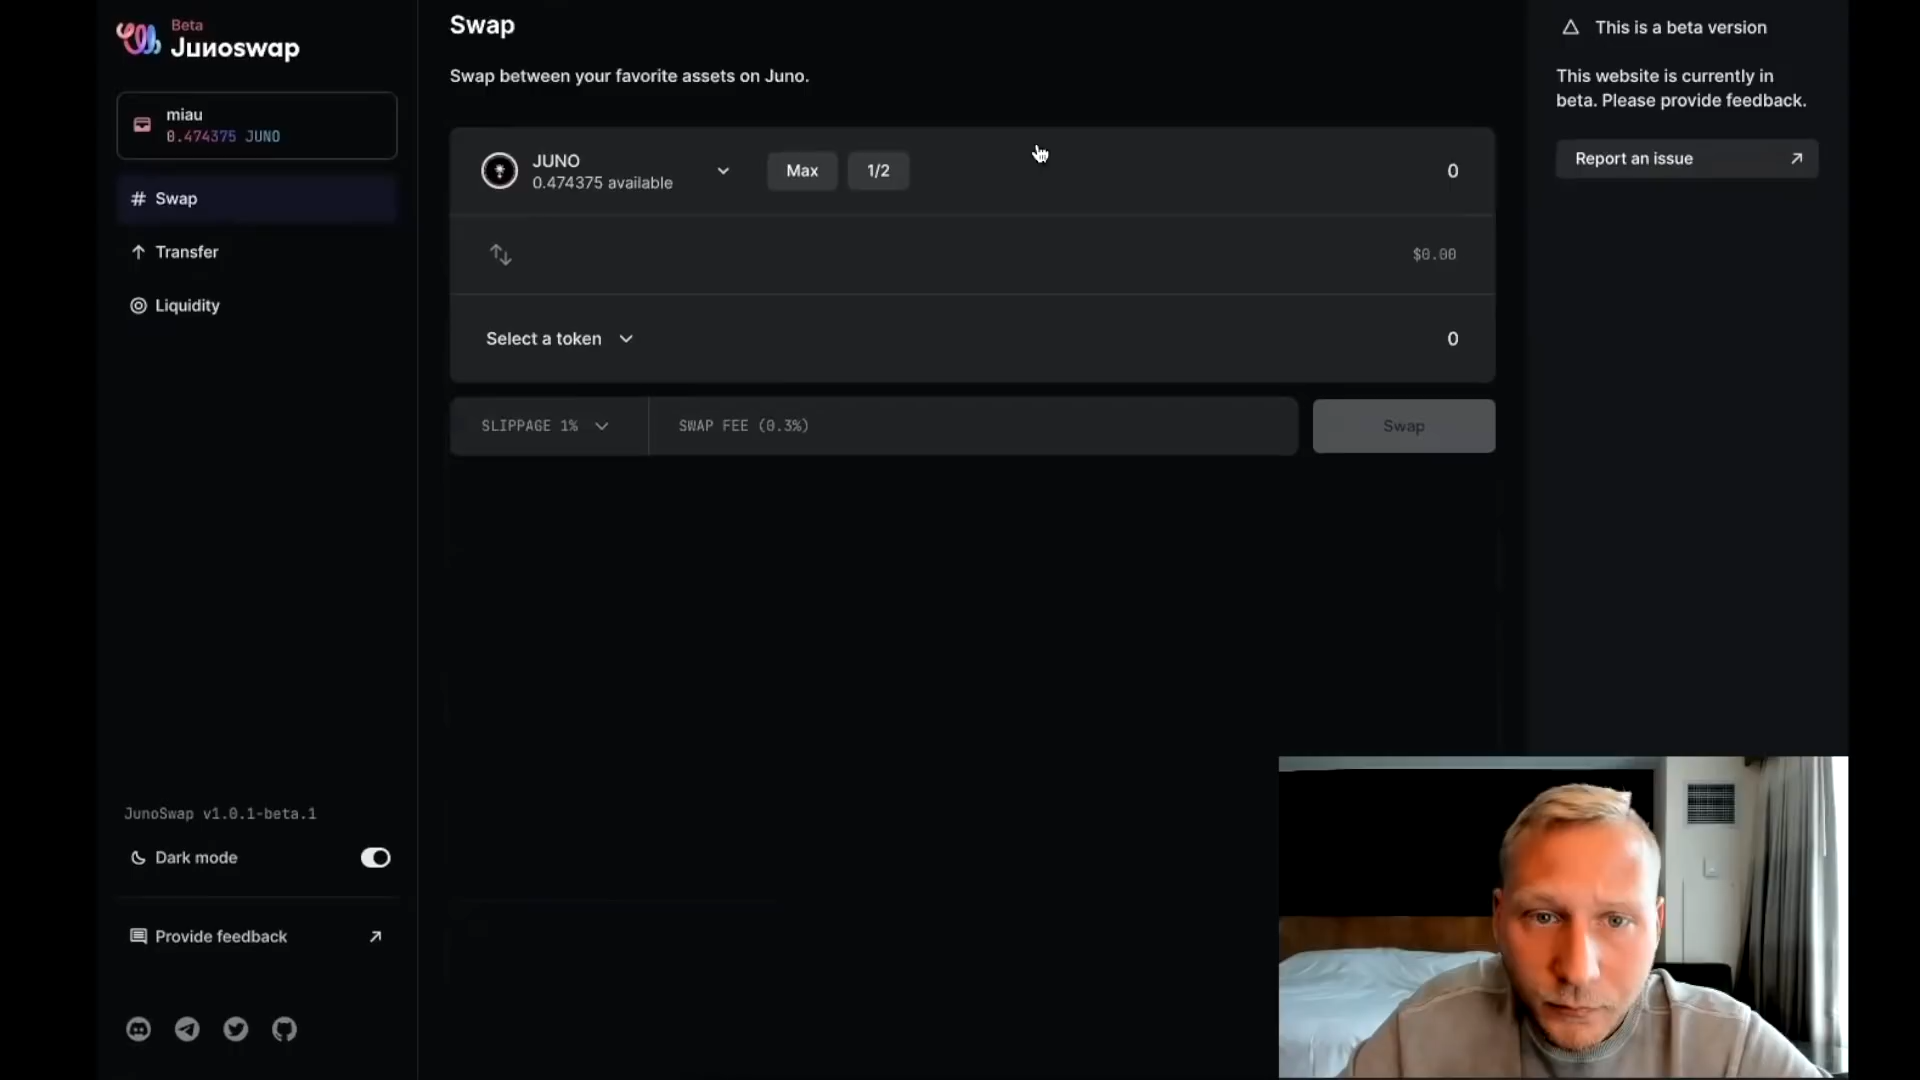 Beta
Junoswap
miau
0.474375 JUNO
Swap
Transfer
Liquidity
JunoSwap v1.0.1-beta.1
Dark mode
Provide feedback
Swap
Swap between your favorite assets on Juno.
JUNO
0.474375 available
Max
1/2
0
$0.00
Select a token
0
SLIPPAGE 1%
SWAP FEE (0.3%)
Swap
This is a beta version
This website is currently in
beta. Please provide feedback.
Report an issue